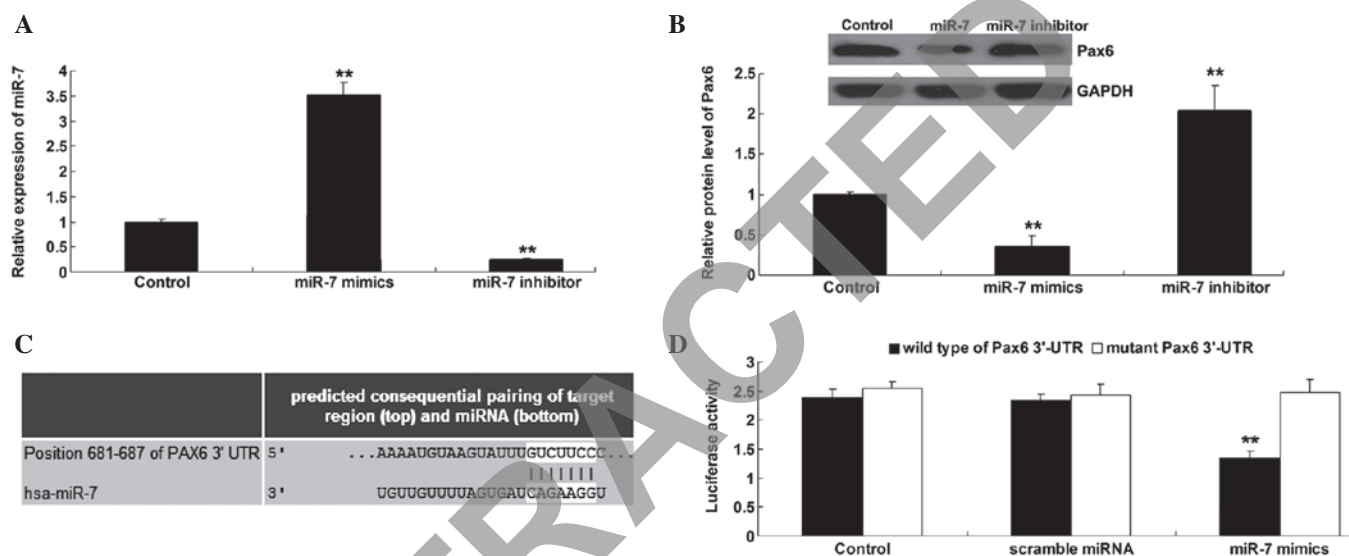 A
Relative expression of miR-7
4
3.5
3
2.5
2
1.5
1
0.5
0
**
**
Control
miR-7 mimics
miR-7 inhibitor
B
Control
miR-7
miR-7 inhibitor
Pax6
GAPDH
Relative protein level of Pax6
2.5
2
1.5
1
0.5
0
**
**
Control
miR-7 mimics
miR-7 inhibitor
C
predicted consequential pairing of target
region (top) and miRNA (bottom)
Position 681-687 of PAX6 3' UTR 5' ...AAAAUGUAAGUAUUUGUCUUCCC...
hsa-miR-7 3' UGUUGUUUUAGUGAUCAGAAGGU
D
wild type of Pax6 3'-UTR mutant Pax6 3'-UTR
Luciferase activity
3
2.5
2
1.5
1
0.5
0
**
Control
scramble miRNA
miR-7 mimics
RETRACTED